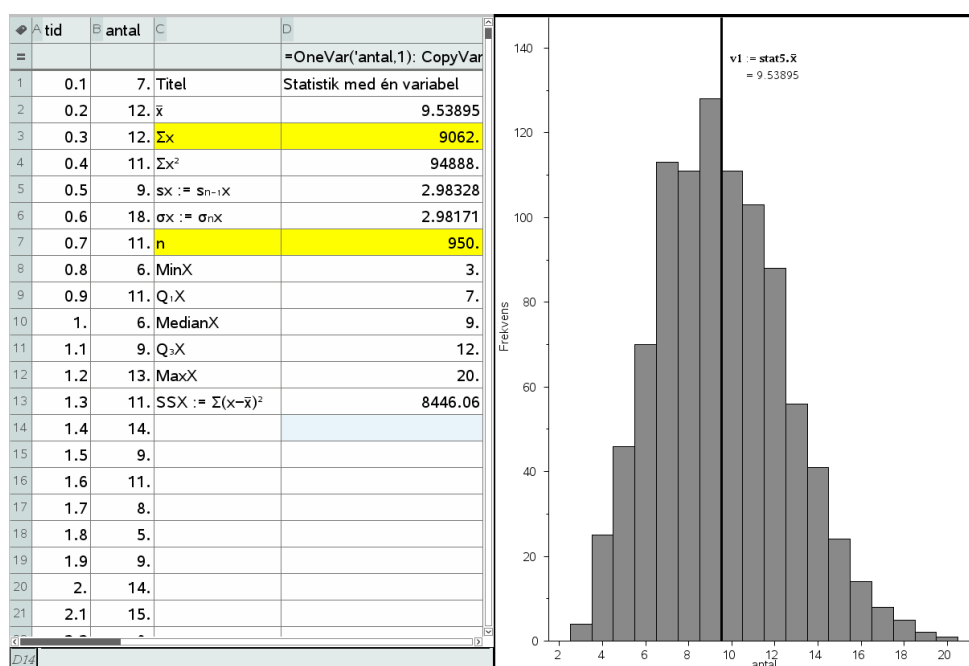 A tid B antal C D
= =OneVar('antal,1): CopyVar
1 0.1 7. Titel Statistik med én variabel
2 0.2 12. x̄ 9.53895
3 0.3 12. Σx 9062.
4 0.4 11. Σx² 94888.
5 0.5 9. sx := sₙ₋₁x 2.98328
6 0.6 18. σx := σₙx 2.98171
7 0.7 11. n 950.
8 0.8 6. MinX 3.
9 0.9 11. Q₁X 7.
10 1. 6. MedianX 9.
11 1.1 9. Q₃X 12.
12 1.2 13. MaxX 20.
13 1.3 11. SSX := Σ(x−x̄)² 8446.06
14 1.4 14.
15 1.5 9.
16 1.6 11.
17 1.7 8.
18 1.8 5.
19 1.9 9.
20 2. 14.
21 2.1 15.
D14
v1 := stat5.x̄
= 9.53895
140
120
100
80
60
40
20
0
Frekvens
2 4 6 8 10 12 14 16 18 20
antal